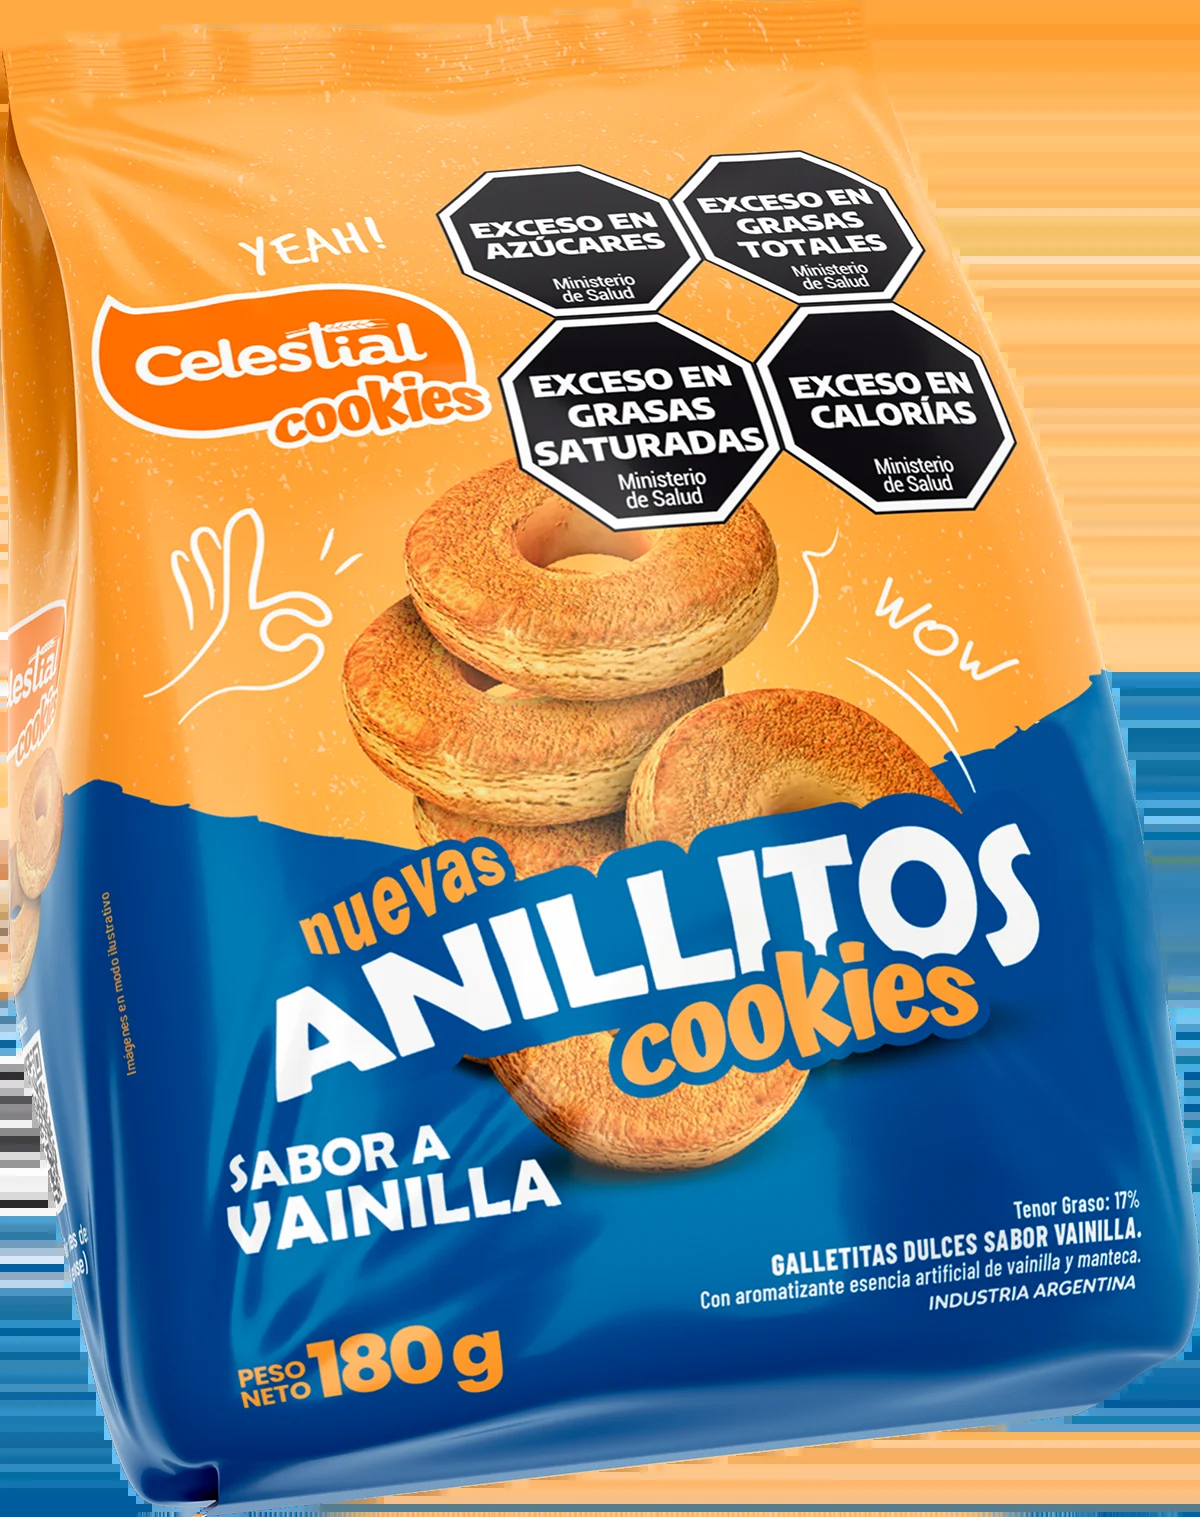 YEAH!
Celestial
cookies
EXCESO EN
AZÚCARES
Ministerio
de Salud
EXCESO EN
GRASAS
TOTALES
Ministerio
de Salud
EXCESO EN
GRASAS
SATURADAS
Ministerio
de Salud
EXCESO EN
CALORÍAS
Ministerio
de Salud
WOW
nuevas
ANILLITOS
cookies
Imágenes en modo ilustrativo
SABOR A
VAINILLA
Tenor Graso: 17%
GALLETITAS DULCES SABOR VAINILLA.
Con aromatizante esencia artificial de vainilla y manteca.
INDUSTRIA ARGENTINA
PESO
NETO
180 g